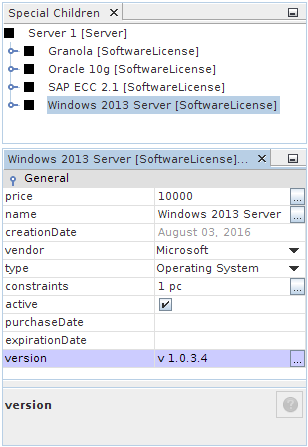 Special Children
Server 1 [Server]
Granola [SoftwareLicense]
Oracle 10g [SoftwareLicense]
SAP ECC 2.1 [SoftwareLicense]
Windows 2013 Server [SoftwareLicense]
Windows 2013 Server [SoftwareLicense]...
General
price 10000 ...
name Windows 2013 Server ...
creationDate August 03, 2016
vendor Microsoft
type Operating System
constraints 1 pc ...
active
purchaseDate
expirationDate
version v 1.0.3.4 ...
version ?